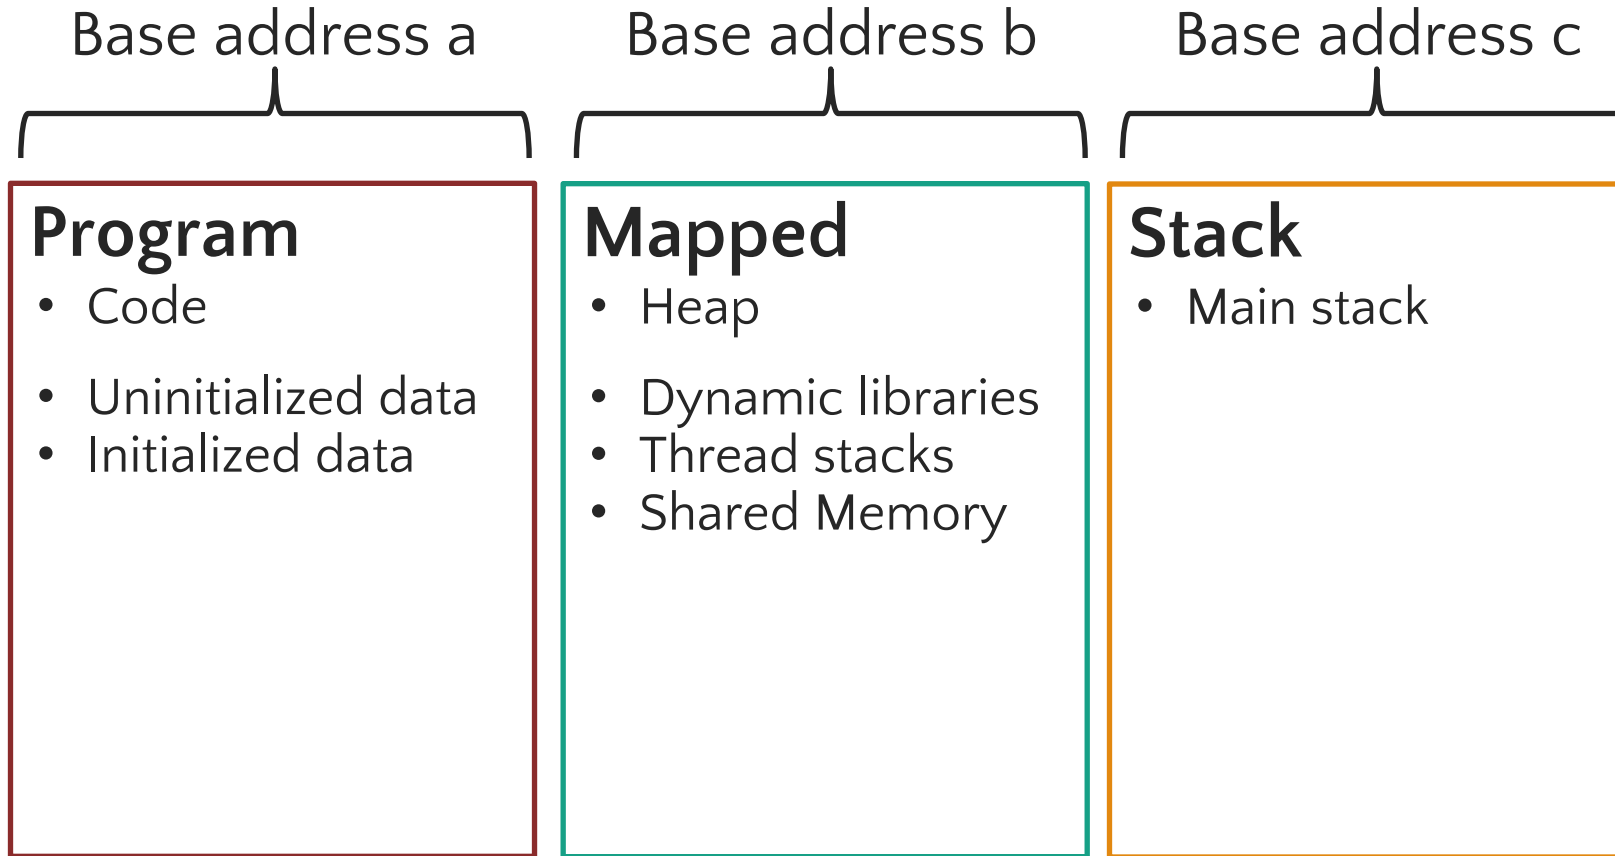 Base address a
Base address b
Base address c
Program
• Code
• Uninitialized data
• Initialized data
Mapped
• Heap
• Dynamic libraries
• Thread stacks
• Shared Memory
Stack
• Main stack